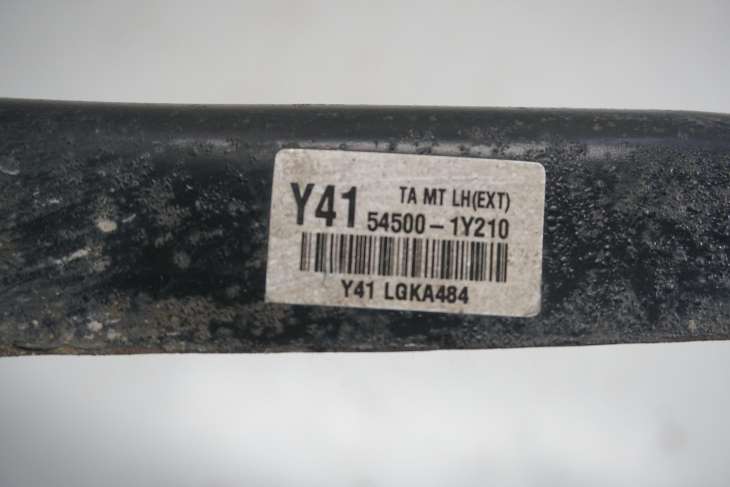 Y41 TA MT LH(EXT)
54500-1Y210
Y41 LGKA484